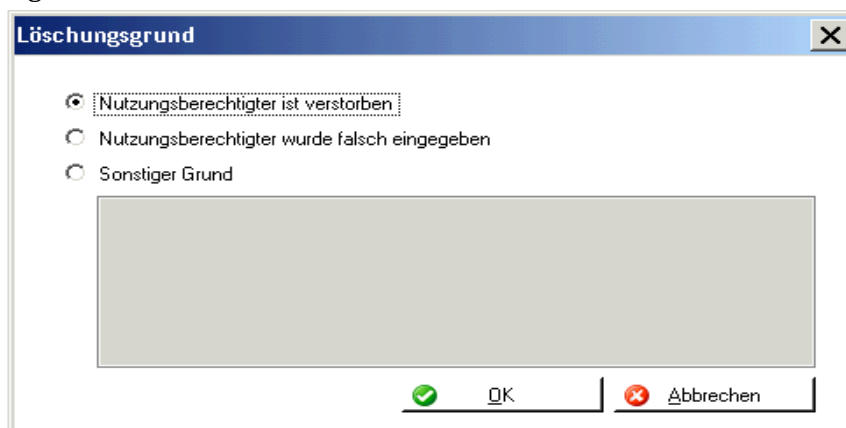 Löschungsgrund
Nutzungsberechtigter ist verstorben
Nutzungsberechtigter wurde falsch eingegeben
Sonstiger Grund
OK Abbrechen